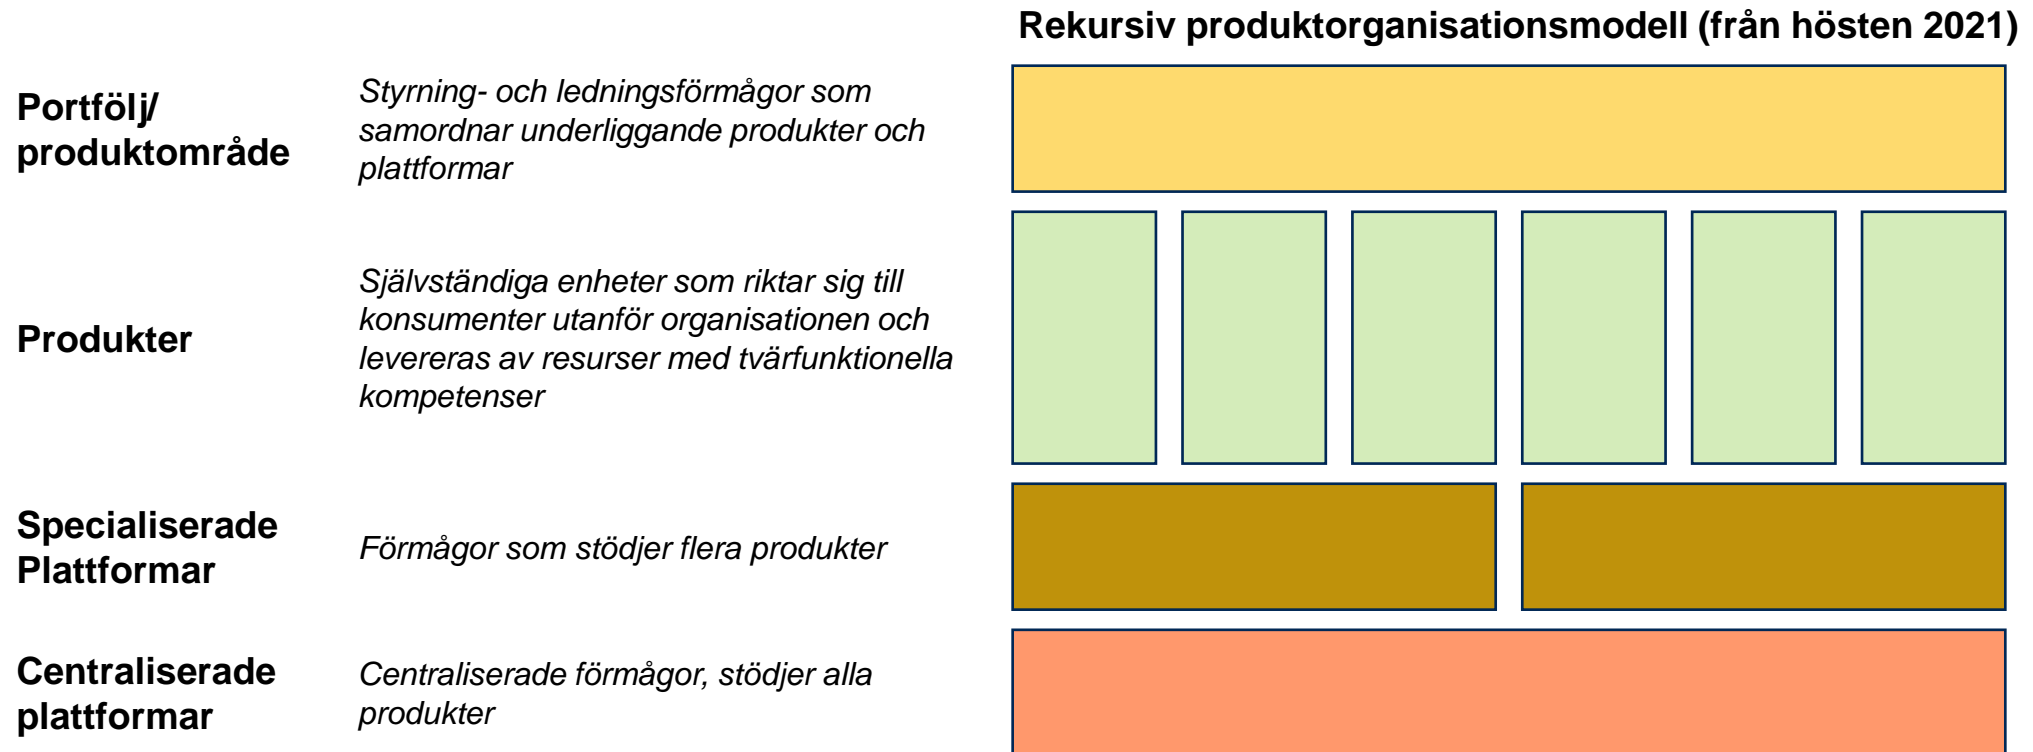 Rekursiv produktorganisationsmodell (från hösten 2021)
Portfölj/
produktområde
Styrning- och ledningsförmågor som
samordnar underliggande produkter och
plattformar
Produkter
Självständiga enheter som riktar sig till
konsumenter utanför organisationen och
levereras av resurser med tvärfunktionella
kompetenser
Specialiserade
Plattformar
Förmågor som stödjer flera produkter
Centraliserade
plattformar
Centraliserade förmågor, stödjer alla
produkter